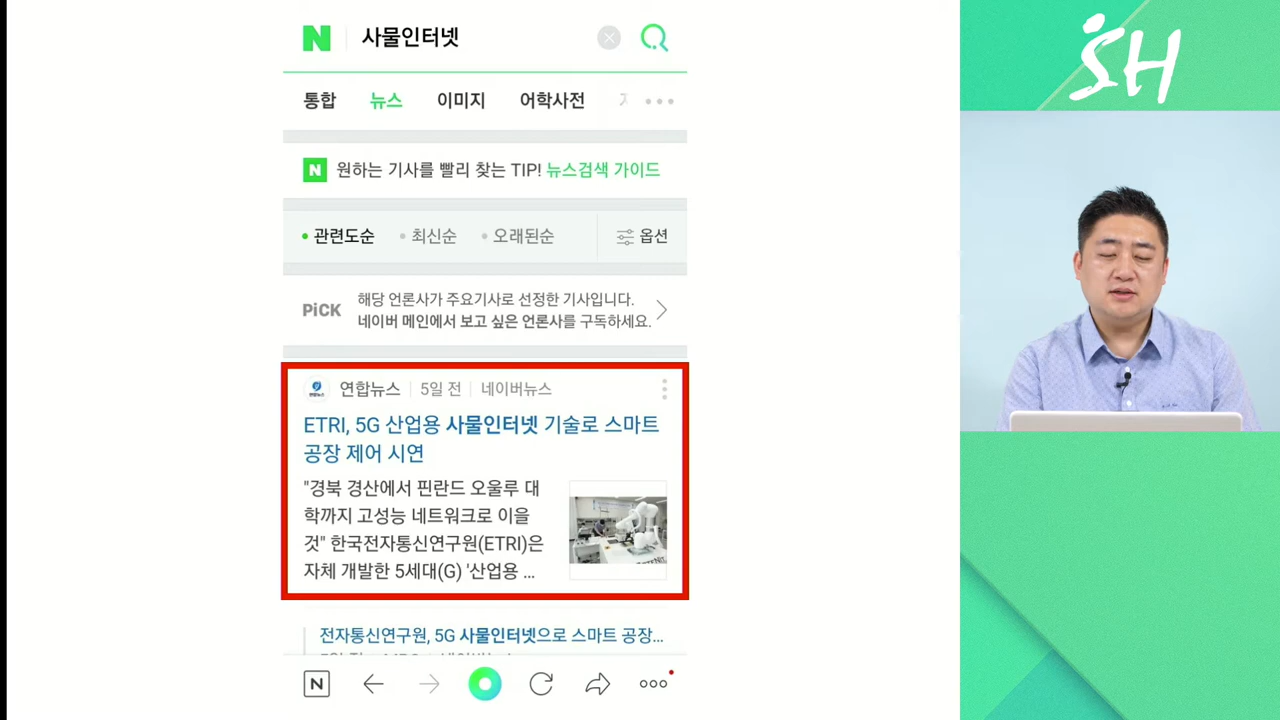 사물인터넷
통합 뉴스 이미지 어학사전
N 원하는 기사를 빨리 찾는 TIP! 뉴스검색 가이드
관련도순 최신순 오래된순 옵션
PiCK
해당 언론사가 주요기사로 선정한 기사입니다.
네이버 메인에서 보고 싶은 언론사를 구독하세요.
연합뉴스 5일 전 네이버뉴스
ETRI, 5G 산업용 사물인터넷 기술로 스마트
공장 제어 시연
"경북 경산에서 핀란드 오울루 대
학까지 고성능 네트워크로 이을
것" 한국전자통신연구원(ETRI)은
자체 개발한 5세대(G) '산업용 ...
전자통신연구원, 5G 사물인터넷으로 스마트 공장...
N
SH